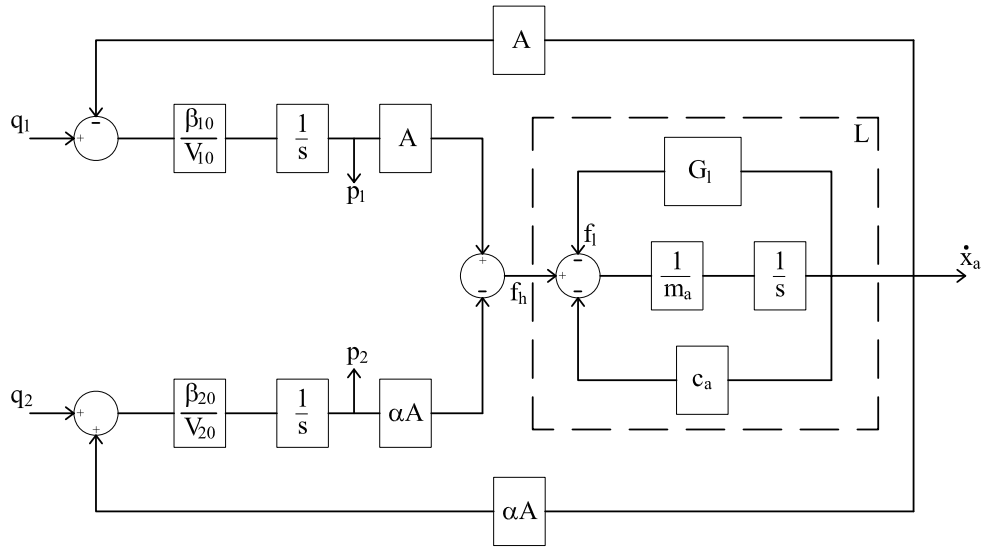 A
q₁
+
-
β₁₀
V₁₀
1
s
A
p₁
L
G₁
fₗ
+
-
fₕ
+
-
-
1
mₐ
1
s
ẋₐ
cₐ
p₂
q₂
+
+
β₂₀
V₂₀
1
s
αA
αA